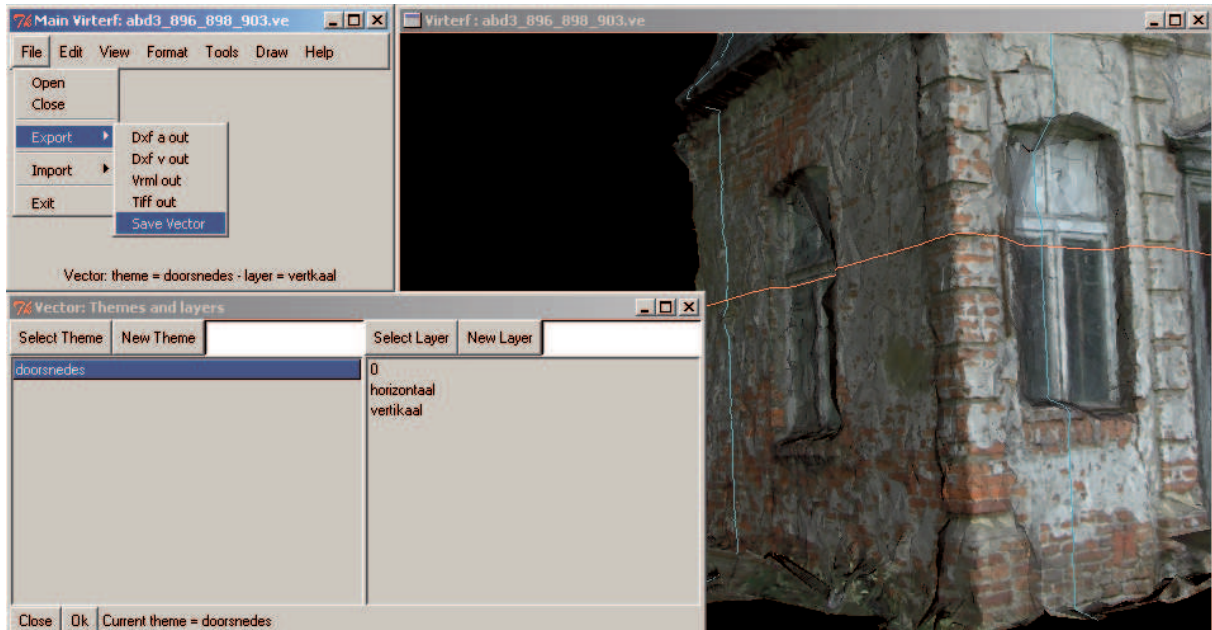 Main Virterf: abd3_896_898_903.ve
File Edit View Format Tools Draw Help
Open
Close
Export
Import
Exit
Dxf a out
Dxf v out
Vrml out
Tiff out
Save Vector
Vector: theme = doorsnedes - layer = vertkaal
Virterf : abd3_896_898_903.ve
Vector: Themes and layers
Select Theme New Theme Select Layer New Layer
doorsnedes
0
horizontaal
vertikaal
Close Ok Current theme = doorsnedes